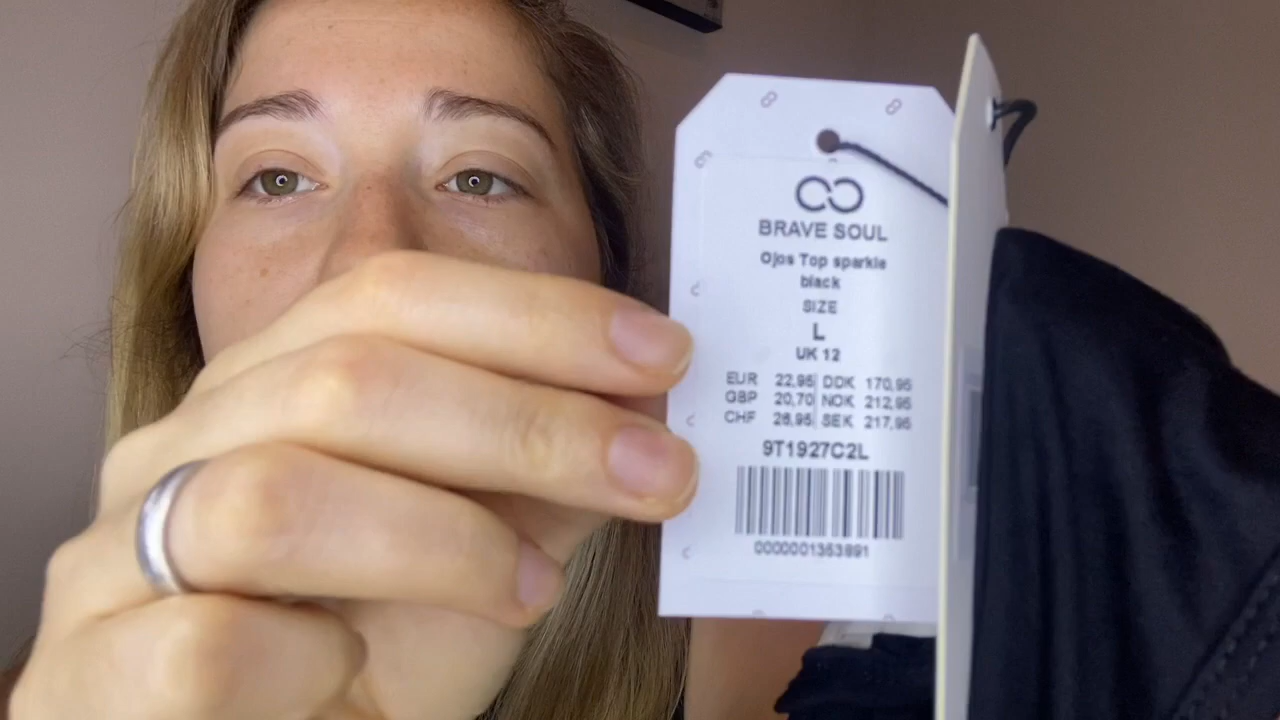 BRAVE SOUL
Ojos Top sparkle
black
SIZE
L
UK 12
EUR 22,95 DDK 170,95
GBP 20,70 NOK 212,95
CHF 26,95 SEK 217,95
9T1927C2L
0000001353891